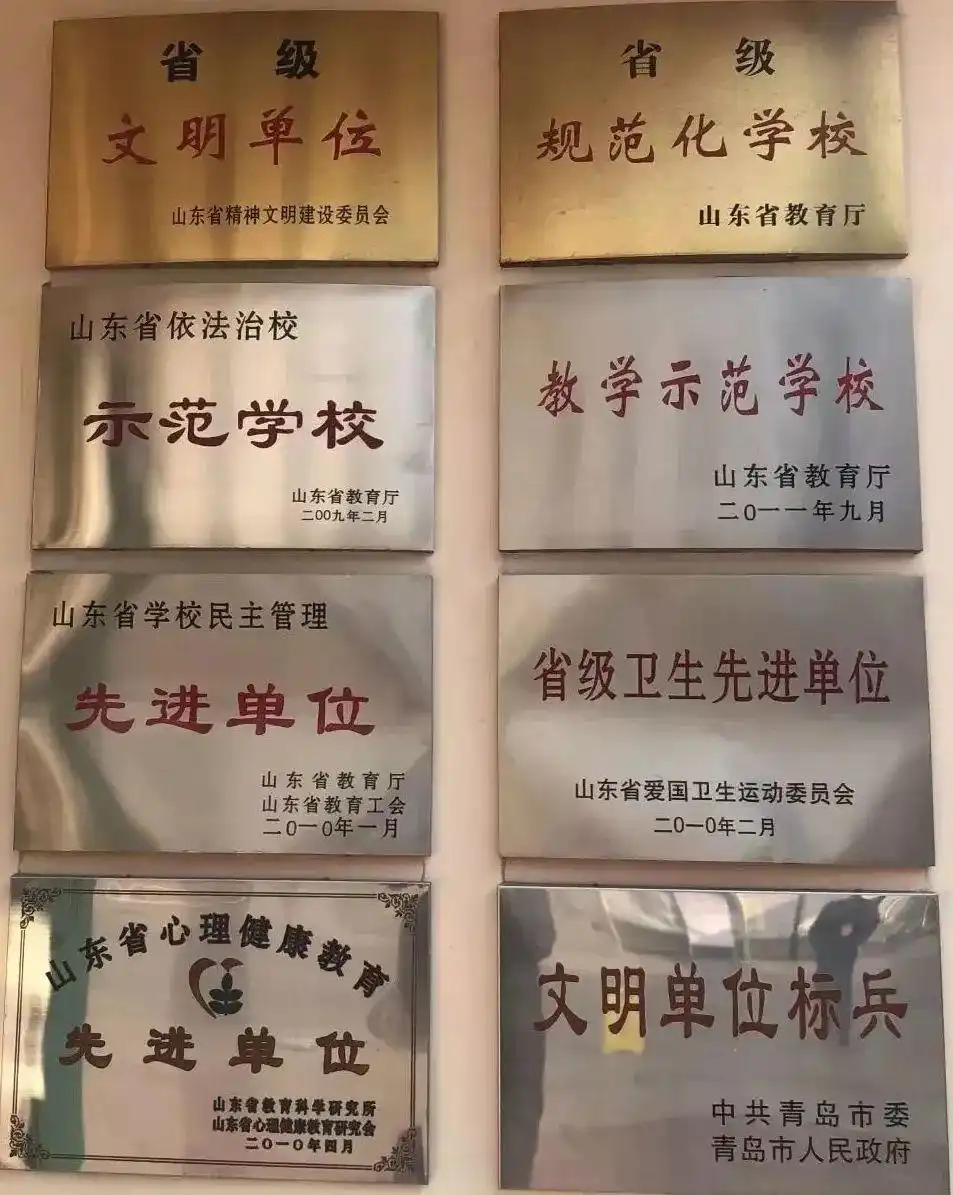 省级
文明单位
山东省精神文明建设委员会
省级
规范化学校
山东省教育厅
山东省依法治校
示范学校
山东省教育厅
二00九年二月
教学示范学校
山东省教育厅
二0一一年九月
山东省学校民主管理
先进单位
山东省教育厅
山东省教育工会
二0一0年一月
省级卫生先进单位
山东省爱国卫生运动委员会
二0一0年二月
山东省心理健康教育
先进单位
山东省教育科学研究所
山东省心理健康教育研究会
二0一0年四月
文明单位标兵
中共青岛市委
青岛市人民政府